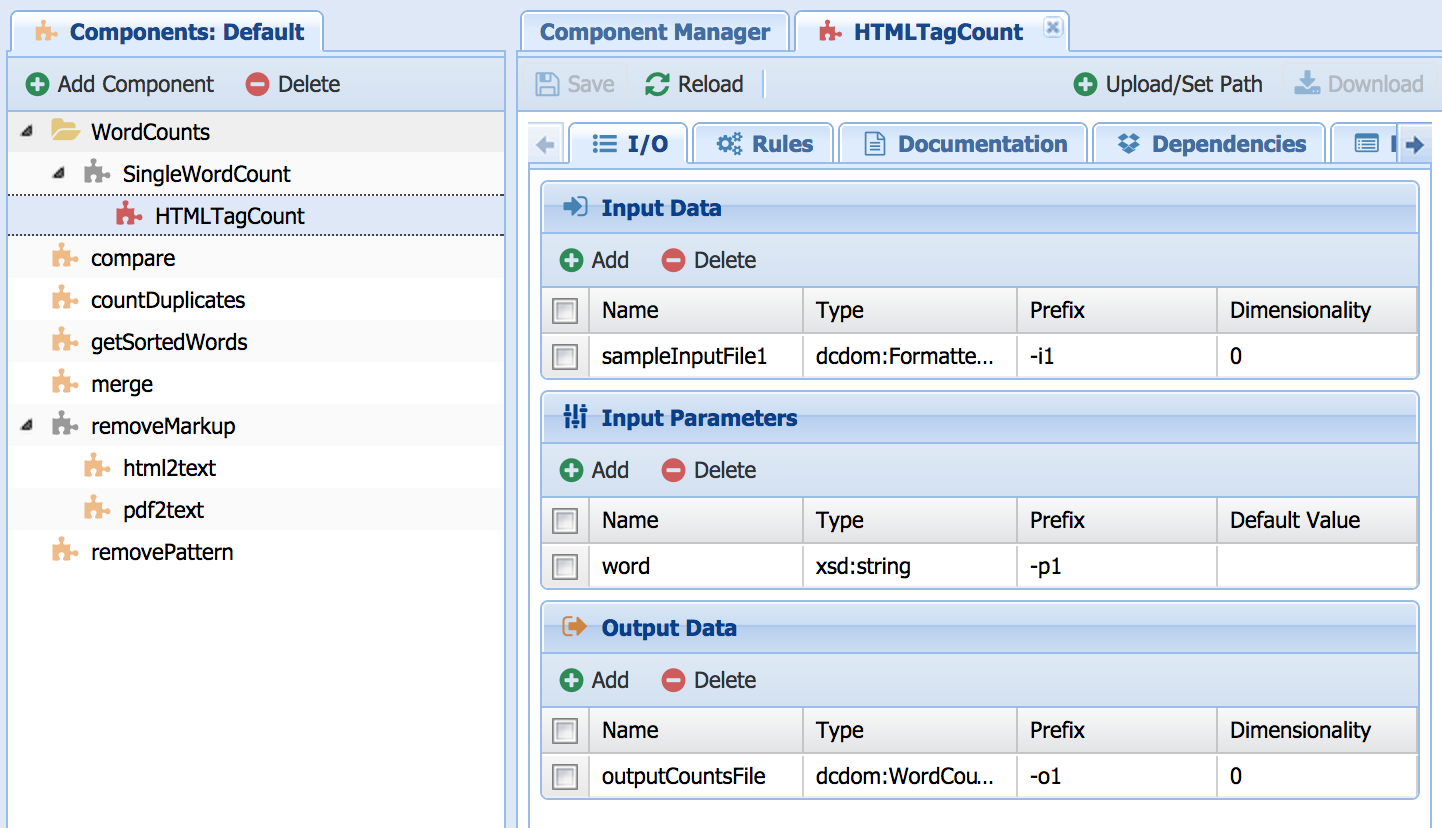 Components: Default
Add Component Delete
WordCounts
SingleWordCount
HTMLTagCount
compare
countDuplicates
getSortedWords
merge
removeMarkup
html2text
pdf2text
removePattern
Component Manager HTMLTagCount
Save Reload Upload/Set Path Download
I/O Rules Documentation Dependencies
Input Data
Add Delete
Name Type Prefix Dimensionality
sampleInputFile1 dcdom:Formatte... -i1 0
Input Parameters
Add Delete
Name Type Prefix Default Value
word xsd:string -p1
Output Data
Add Delete
Name Type Prefix Dimensionality
outputCountsFile dcdom:WordCou... -o1 0